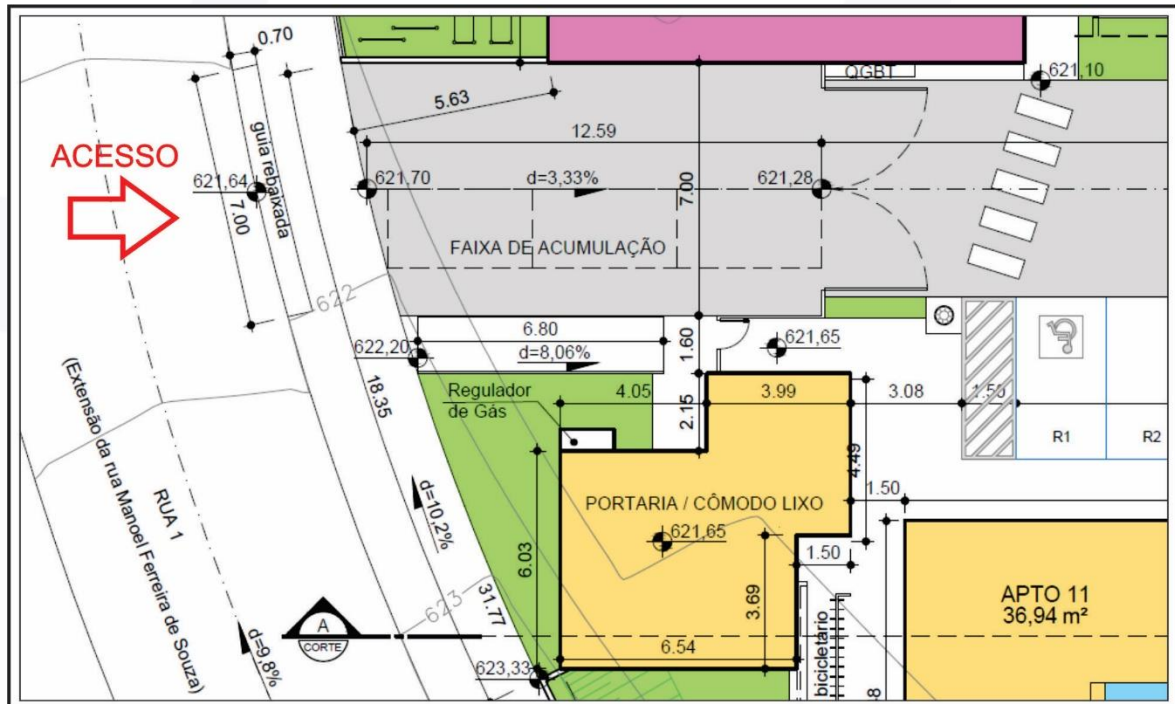 0.70
QGBT
621,10
5.63
12.59
ACESSO
guia rebaixada
621,64
7.00
621,70
d=3,33%
7.00
621,28
FAIXA DE ACUMULAÇÃO
622
6.80
622,20
d=8,06%
1.60
621,65
Regulador
de Gás
4.05
3.99
3.08
1.50
2.15
18.35
R1
R2
4.49
(Extensão da rua Manoel Ferreira de Souza)
RUA 1
d=10,2%
PORTARIA / CÔMODO LIXO
1.50
621,65
6.03
3.69
1.50
APTO 11
36,94 m²
31.77
623
A
CORTE
d=9,8%
6.54
bicicletário
623,33